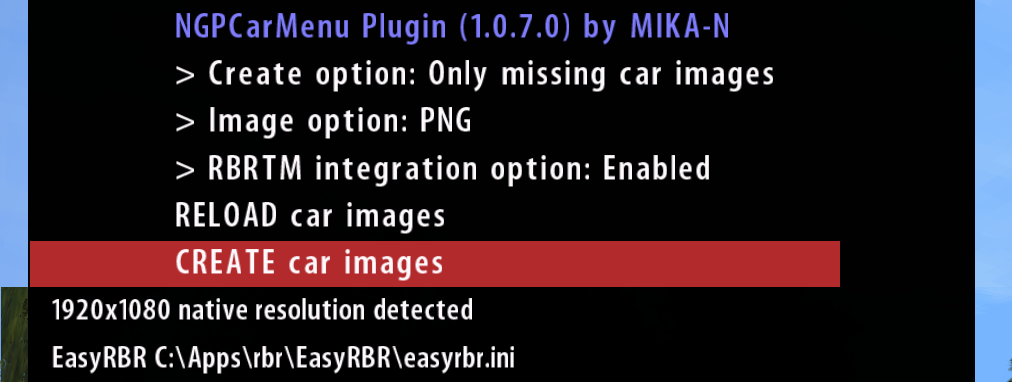 NGPCarMenu Plugin (1.0.7.0) by MIKA-N
> Create option: Only missing car images
> Image option: PNG
> RBRTM integration option: Enabled
RELOAD car images
CREATE car images
1920x1080 native resolution detected
EasyRBR C:\Apps\rbr\EasyRBR\easyrbr.ini